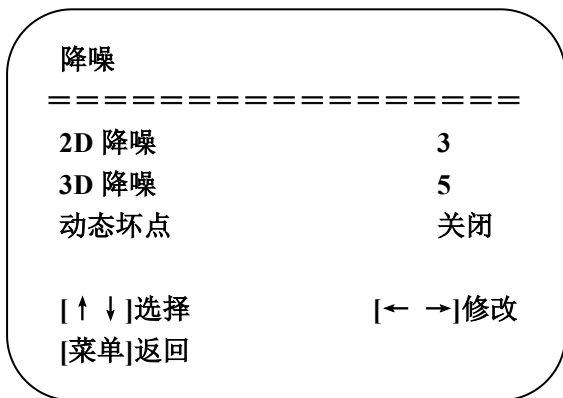 降噪
=================
2D 降噪 3
3D 降噪 5
动态坏点 关闭
[↑ ↓]选择 [← →]修改
[菜单]返回